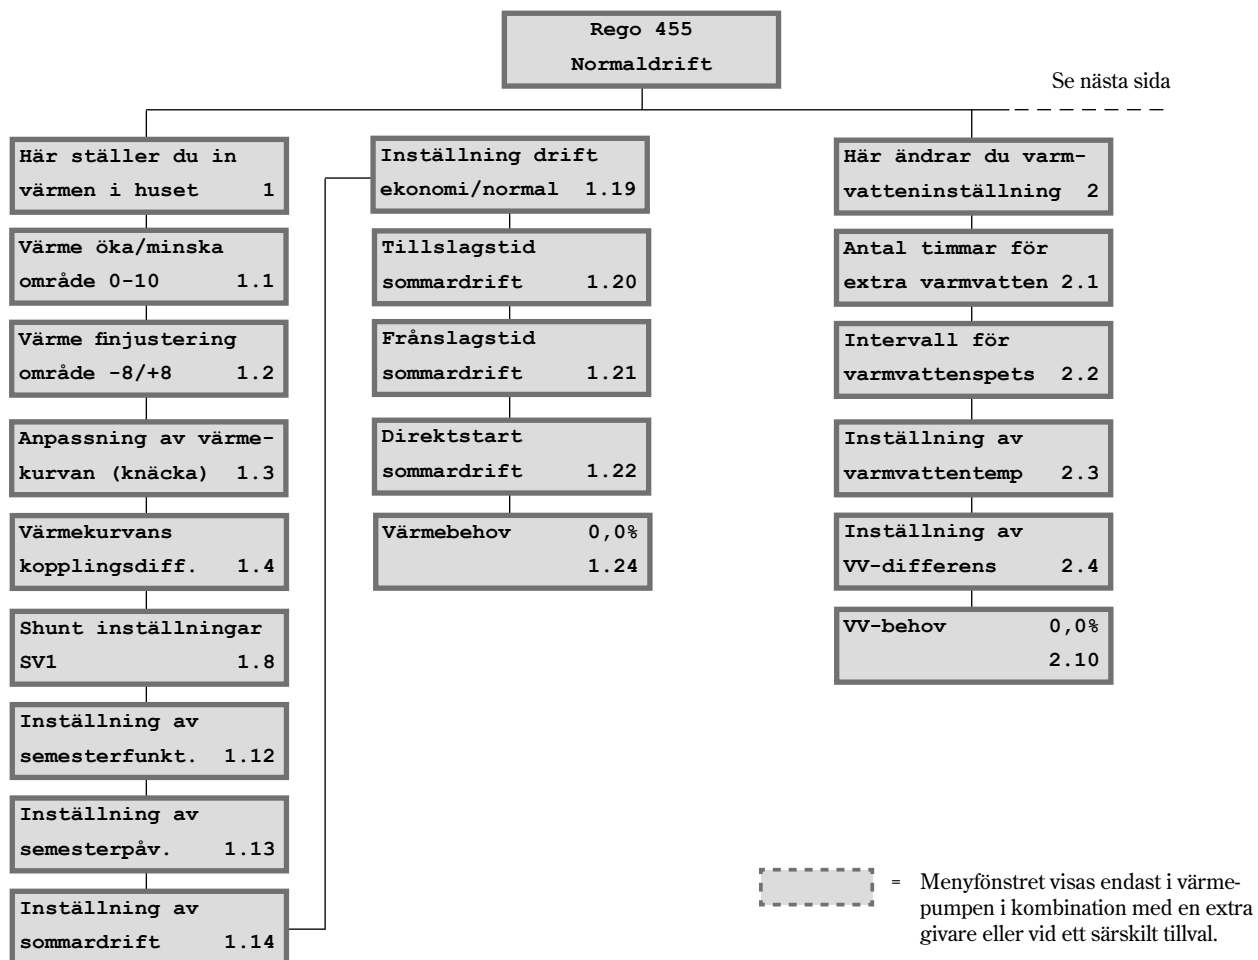 Rego 455
Normaldrift
Se nästa sida
Här ställer du in
värmen i huset 1
Värme öka/minska
område 0-10 1.1
Värme finjustering
område -8/+8 1.2
Anpassning av värme-
kurvan (knäcka) 1.3
Värmekurvans
kopplingsdiff. 1.4
Shunt inställningar
SV1 1.8
Inställning av
semesterfunkt. 1.12
Inställning av
semesterpåv. 1.13
Inställning av
sommardrift 1.14
Inställning drift
ekonomi/normal 1.19
Tillslagstid
sommardrift 1.20
Frånslagstid
sommardrift 1.21
Direktstart
sommardrift 1.22
Värmebehov 0,0%
1.24
Här ändrar du varm-
vatteninställning 2
Antal timmar för
extra varmvatten 2.1
Intervall för
varmvattenspets 2.2
Inställning av
varmvattentemp 2.3
Inställning av
VV-differens 2.4
VV-behov 0,0%
2.10
= Menyfönstret visas endast i värme-
pumpen i kombination med en extra
givare eller vid ett särskilt tillval.